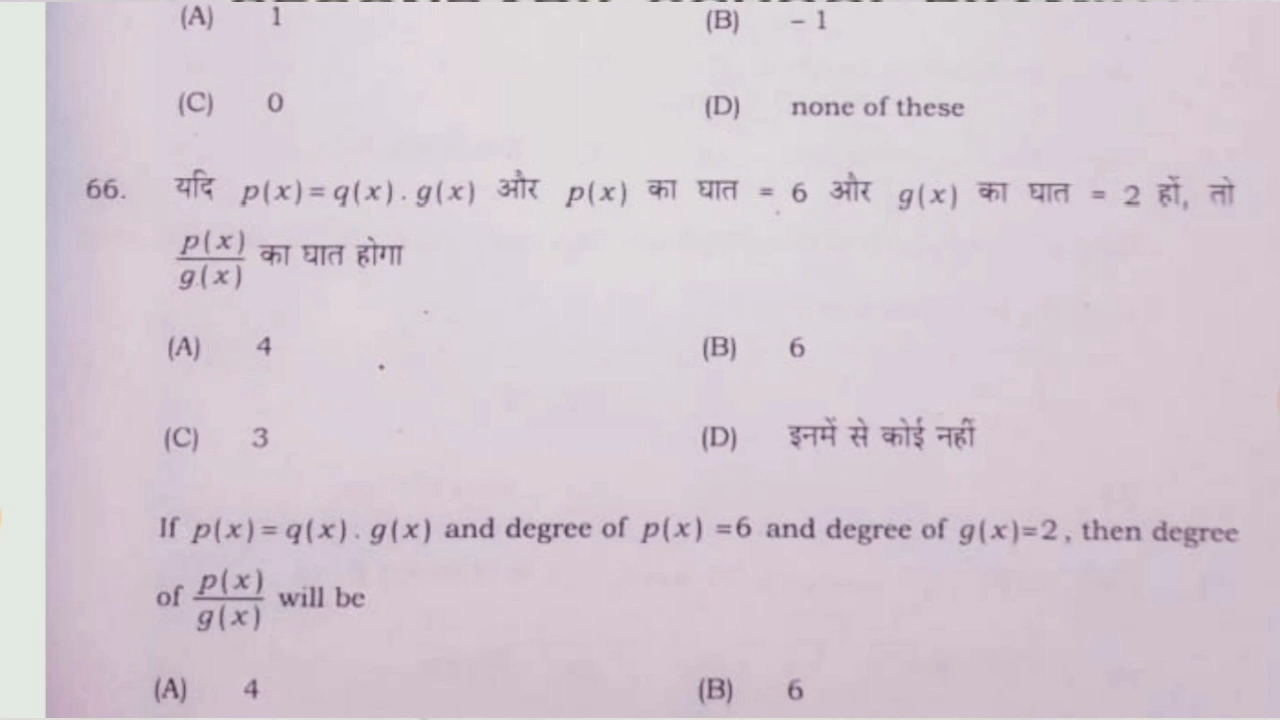 (A) 1 (B) – 1
(C) 0 (D) none of these
66. यदि p(x)=q(x).g(x) और p(x) का घात = 6 और g(x) का घात = 2 हों, तो
p(x)/g(x) का घात होगा
(A) 4 (B) 6
(C) 3 (D) इनमें से कोई नहीं
If p(x)=q(x).g(x) and degree of p(x) =6 and degree of g(x)=2, then degree
of p(x)/g(x) will be
(A) 4 (B) 6